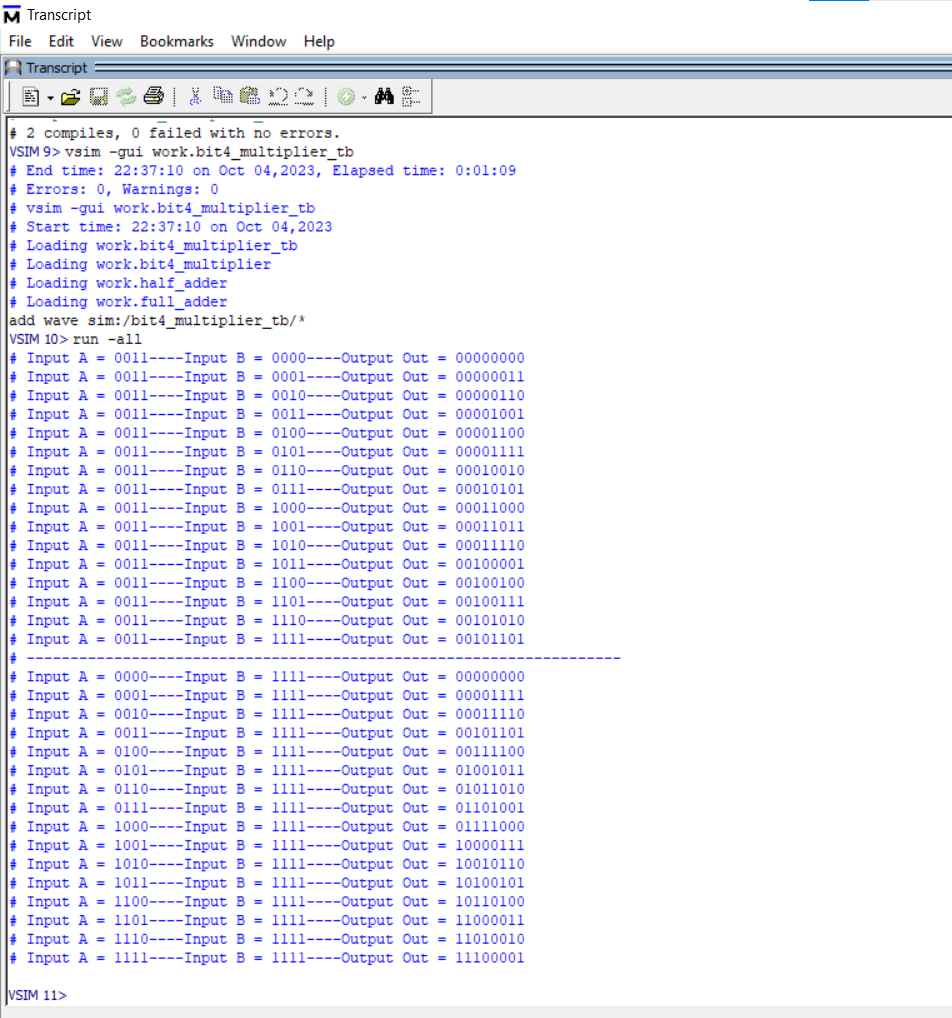 Transcript
File Edit View Bookmarks Window Help
Transcript
# 2 compiles, 0 failed with no errors.
VSIM 9> vsim -gui work.bit4_multiplier_tb
# End time: 22:37:10 on Oct 04,2023, Elapsed time: 0:01:09
# Errors: 0, Warnings: 0
# vsim -gui work.bit4_multiplier_tb
# Start time: 22:37:10 on Oct 04,2023
# Loading work.bit4_multiplier_tb
# Loading work.bit4_multiplier
# Loading work.half_adder
# Loading work.full_adder
add wave sim:/bit4_multiplier_tb/*
VSIM 10> run -all
# Input A = 0011----Input B = 0000----Output Out = 00000000
# Input A = 0011----Input B = 0001----Output Out = 00000011
# Input A = 0011----Input B = 0010----Output Out = 00000110
# Input A = 0011----Input B = 0011----Output Out = 00001001
# Input A = 0011----Input B = 0100----Output Out = 00001100
# Input A = 0011----Input B = 0101----Output Out = 00001111
# Input A = 0011----Input B = 0110----Output Out = 00010010
# Input A = 0011----Input B = 0111----Output Out = 00010101
# Input A = 0011----Input B = 1000----Output Out = 00011000
# Input A = 0011----Input B = 1001----Output Out = 00011011
# Input A = 0011----Input B = 1010----Output Out = 00011110
# Input A = 0011----Input B = 1011----Output Out = 00100001
# Input A = 0011----Input B = 1100----Output Out = 00100100
# Input A = 0011----Input B = 1101----Output Out = 00100111
# Input A = 0011----Input B = 1110----Output Out = 00101010
# Input A = 0011----Input B = 1111----Output Out = 00101101
# --------------------------------------------------------------------
# Input A = 0000----Input B = 1111----Output Out = 00000000
# Input A = 0001----Input B = 1111----Output Out = 00001111
# Input A = 0010----Input B = 1111----Output Out = 00011110
# Input A = 0011----Input B = 1111----Output Out = 00101101
# Input A = 0100----Input B = 1111----Output Out = 00111100
# Input A = 0101----Input B = 1111----Output Out = 01001011
# Input A = 0110----Input B = 1111----Output Out = 01011010
# Input A = 0111----Input B = 1111----Output Out = 01101001
# Input A = 1000----Input B = 1111----Output Out = 01111000
# Input A = 1001----Input B = 1111----Output Out = 10000111
# Input A = 1010----Input B = 1111----Output Out = 10010110
# Input A = 1011----Input B = 1111----Output Out = 10100101
# Input A = 1100----Input B = 1111----Output Out = 10110100
# Input A = 1101----Input B = 1111----Output Out = 11000011
# Input A = 1110----Input B = 1111----Output Out = 11010010
# Input A = 1111----Input B = 1111----Output Out = 11100001
VSIM 11>